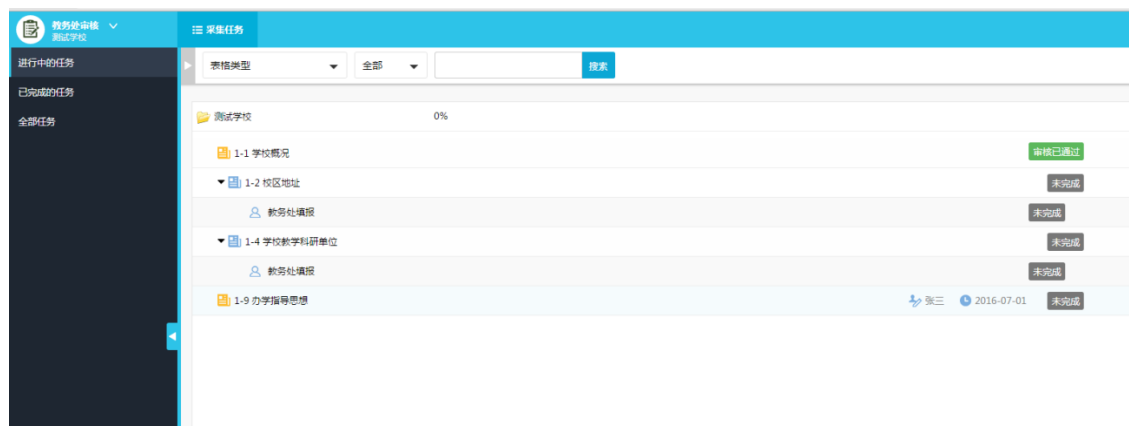 教务处审核
测试学校
采集任务
进行中的任务
已完成的任务
全部任务
表格类型 全部 搜索
测试学校 0%
1-1 学校概况 审核已通过
1-2 校区地址 未完成
教务处填报 未完成
1-4 学校教学科研单位 未完成
教务处填报 未完成
1-9 办学指导思想 张三 2016-07-01 未完成